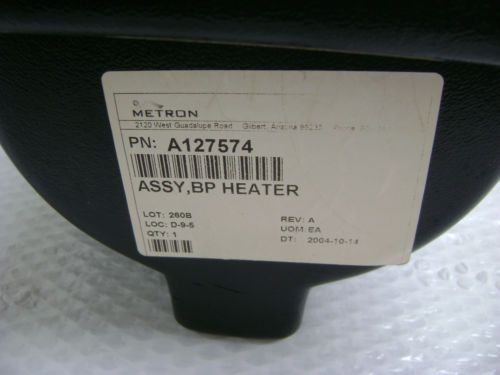 METRON
2120 West Guadalupe Road Gilbert, Arizona 85233 Phone
PN: A127574
ASSY,BP HEATER
LOT: 260B
LOC: D-9-5
QTY: 1
REV: A
UOM: EA
DT: 2004-10-14